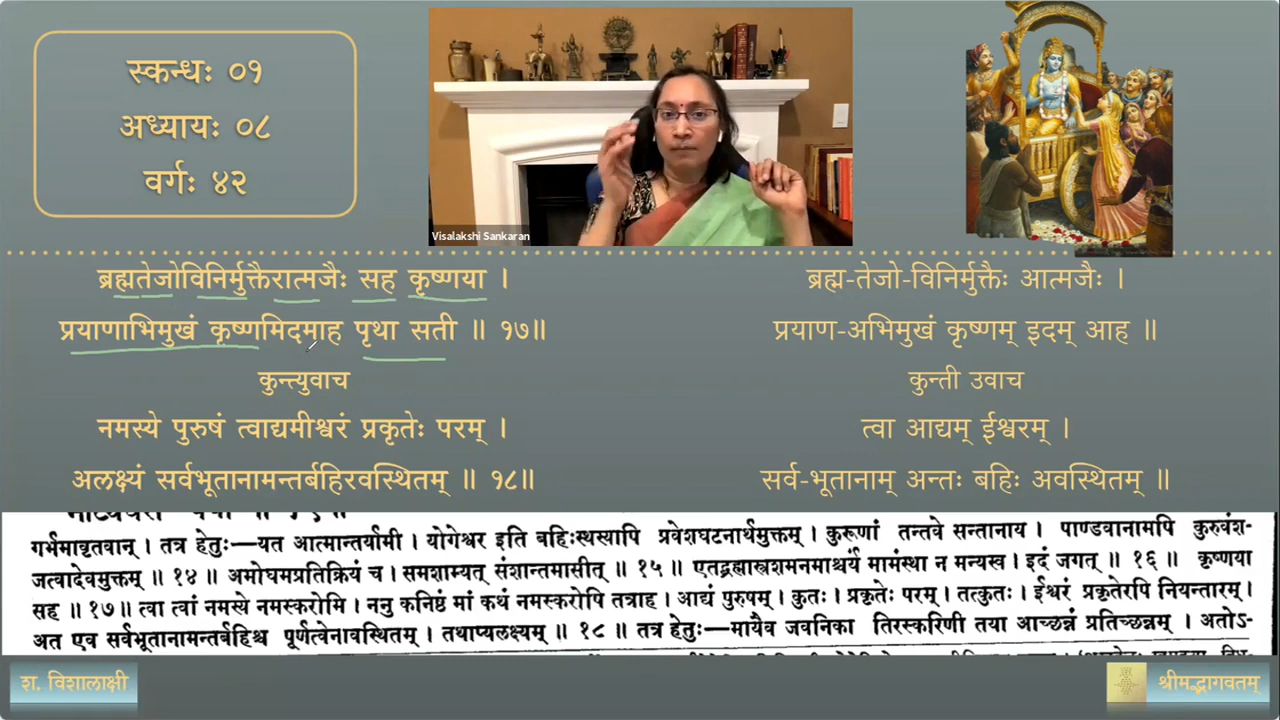 स्कन्धः ०१
अध्यायः ०८
वर्गः ४२
Visalakshi Sankaran
ब्रह्मतेजोविनिर्मुक्तैरात्मजैः सह कृष्णया ।
प्रयाणाभिमुखं कृष्णमिदमाह पृथा सती ॥ १७॥
कुन्त्युवाच
नमस्ये पुरुषं त्वाद्यमीश्वरं प्रकृतेः परम् ।
अलक्ष्यं सर्वभूतानामन्तर्बहिरवस्थितम् ॥ १८॥
ब्रह्म-तेजो-विनिर्मुक्तैः आत्मजैः ।
प्रयाण-अभिमुखं कृष्णम् इदम् आह ॥
कुन्ती उवाच
त्वा आद्यम् ईश्वरम् ।
सर्व-भूतानाम् अन्तः बहिः अवस्थितम् ॥
गर्भमावृतवान् । तत्र हेतुः—यत आत्मान्तर्यामी । योगेश्वर इति बहिःस्थस्यापि प्रवेशघटनार्थमुक्तम् । कुरूणां तन्तवे सन्तानाय । पाण्डवानामपि कुरुवंश-
जत्वादेवमुक्तम् ॥ १४ ॥ अमोघमप्रतिक्रियं च । समशाम्यत् संशान्तमासीत् ॥ १५ ॥ एतद्ब्रह्मास्त्रशमनमाश्चर्यं मामंस्था न मन्यस्व । इदं जगत् ॥ १६ ॥ कृष्णया
सह ॥ १७॥ त्वा त्वां नमस्ये नमस्करोमि । ननु कनिष्ठं मां कथं नमस्करोषि तत्राह । आद्यं पुरुषम् । कुतः । प्रकृतेः परम् । तत्कुतः । ईश्वरं प्रकृतेरपि नियन्तारम् ।
अत एव सर्वभूतानामन्तर्बहिश्च पूर्णत्वेनावस्थितम् । तथाप्यलक्ष्यम् ॥ १८ ॥ तत्र हेतुः—मायैव जवनिका तिरस्करिणी तया आच्छन्नं प्रतिच्छन्नम् । अतोऽ-
श. विशालाक्षी
श्रीमद्भागवतम्